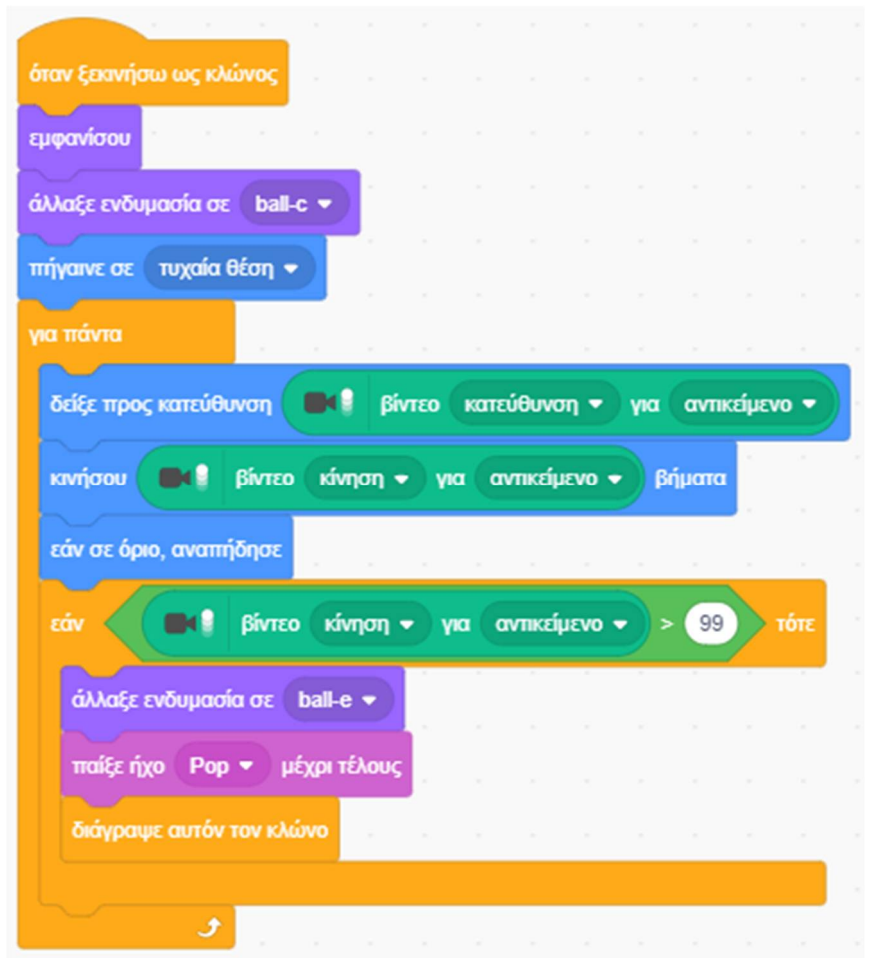 όταν ξεκινήσω ως κλώνος
εμφανίσου
άλλαξε ενδυμασία σε ball-c
πήγαινε σε τυχαία θέση
για πάντα
δείξε προς κατεύθυνση βίντεο κατεύθυνση για αντικείμενο
κινήσου βίντεο κίνηση για αντικείμενο βήματα
εάν σε όριο, αναπήδησε
εάν βίντεο κίνηση για αντικείμενο > 99 τότε
άλλαξε ενδυμασία σε ball-e
παίξε ήχο Pop μέχρι τέλους
διάγραψε αυτόν τον κλώνο